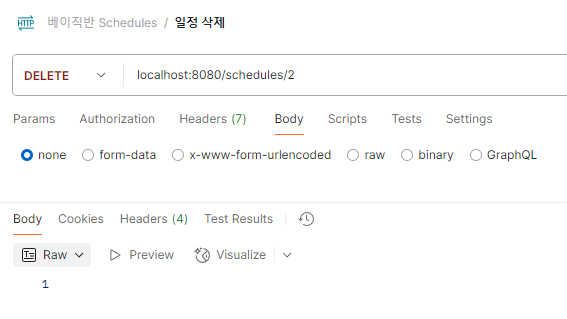 HTTP 베이직반 Schedules / 일정 삭제
DELETE localhost:8080/schedules/2
Params Authorization Headers (7) Body Scripts Tests Settings
none form-data x-www-form-urlencoded raw binary GraphQL
Body Cookies Headers (4) Test Results
Raw Preview Visualize
1